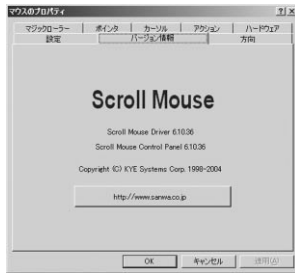 マウスのプロパティ
マジックローラー ポインタ カーソル アクション ハードウェア
設定 バージョン情報 方向
Scroll Mouse
Scroll Mouse Driver 6.10.36
Scroll Mouse Control Panel 6.10.36
Copyright (C) KYE Systems Corp. 1998-2004
http://www.sanwa.co.jp
OK キャンセル 適用(A)